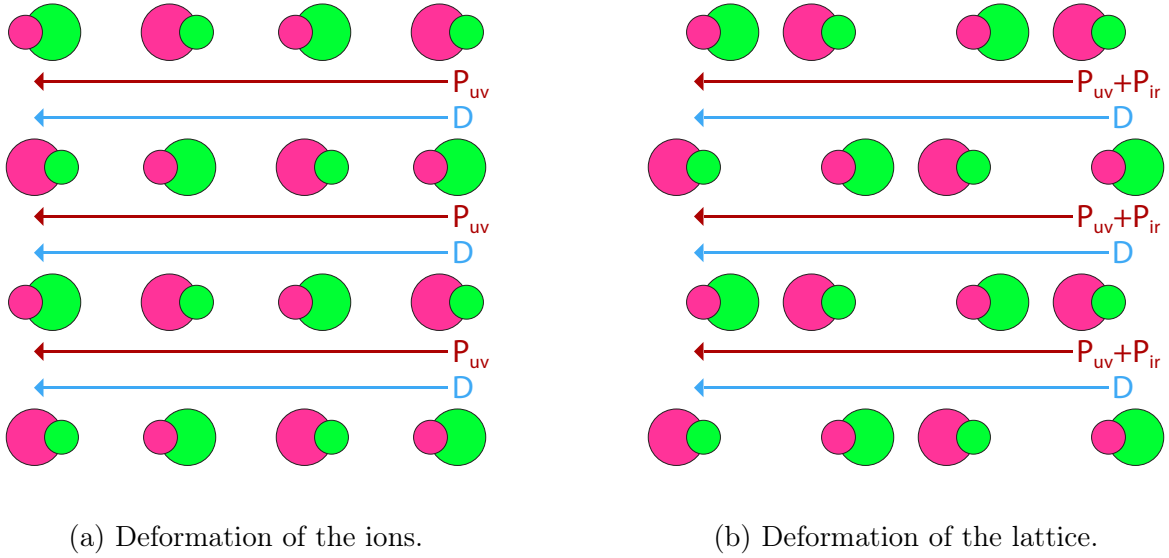 P_uv
P_uv+P_ir
D
D
P_uv
P_uv+P_ir
D
D
P_uv
P_uv+P_ir
D
D
(a) Deformation of the ions.
(b) Deformation of the lattice.